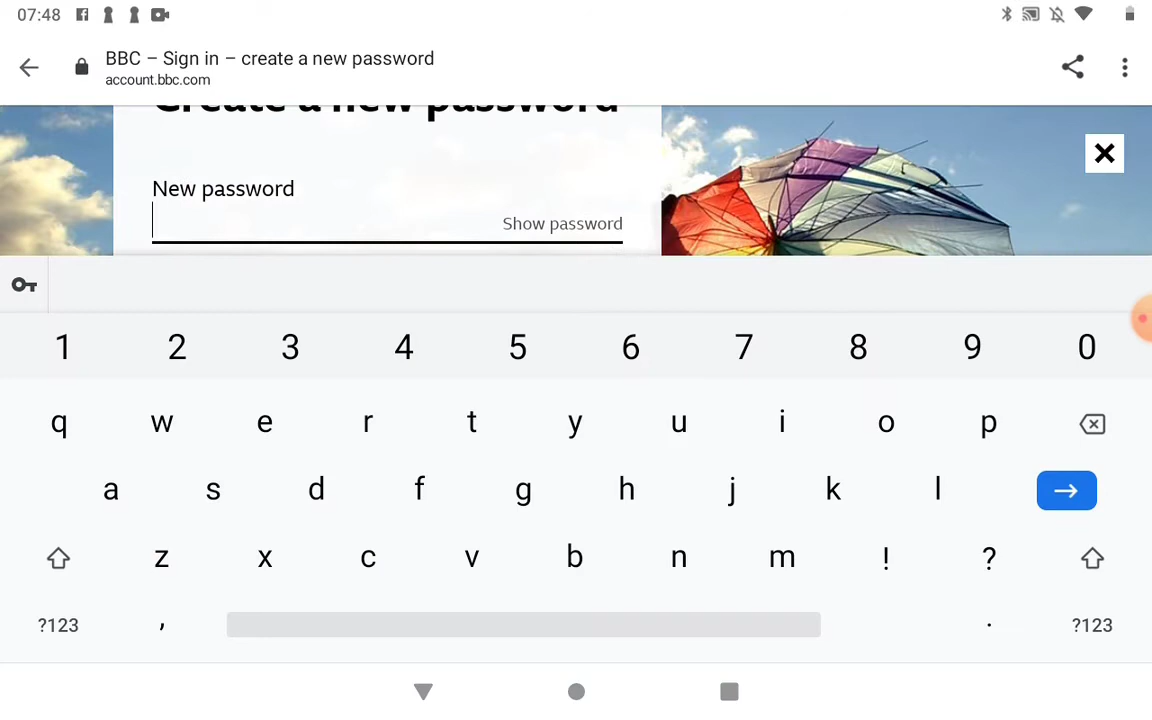 07:48
BBC – Sign in – create a new password
account.bbc.com
Create a new password
New password
Show password
1 2 3 4 5 6 7 8 9 0
q w e r t y u i o p
a s d f g h j k l
z x c v b n m ! ?
?123 , . ?123